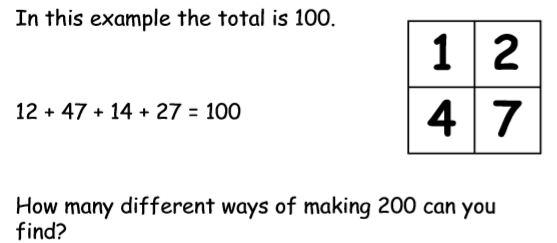 In this example the total is 100.
1 2
12 + 47 + 14 + 27 = 100
4 7
How many different ways of making 200 can you
find?